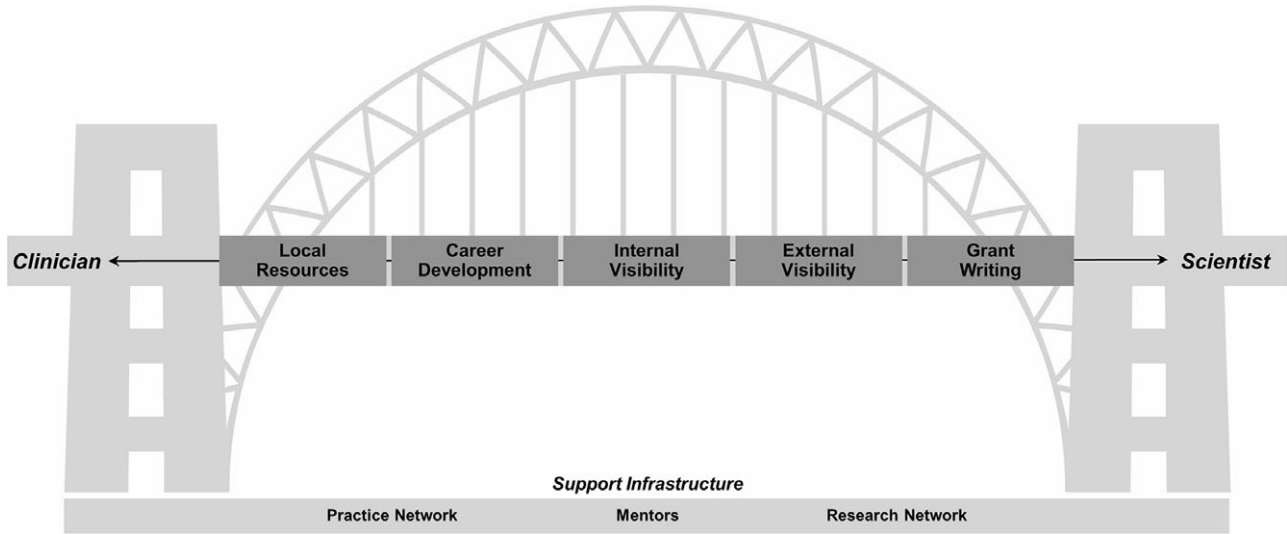 Clinician
Local
Resources
Career
Development
Internal
Visibility
External
Visibility
Grant
Writing
Scientist
Support Infrastructure
Practice Network
Mentors
Research Network